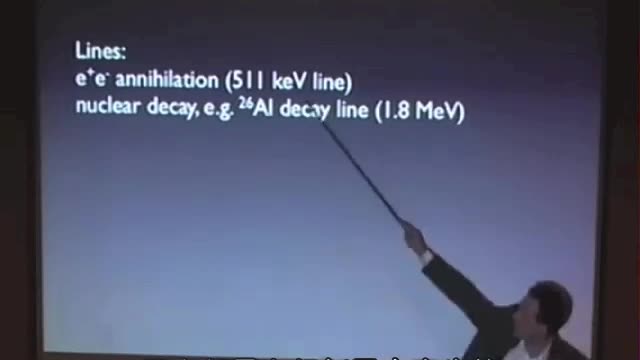 Lines:
e⁺e⁻ annihilation (511 keV line)
nuclear decay, e.g. ²⁶Al decay line (1.8 MeV)